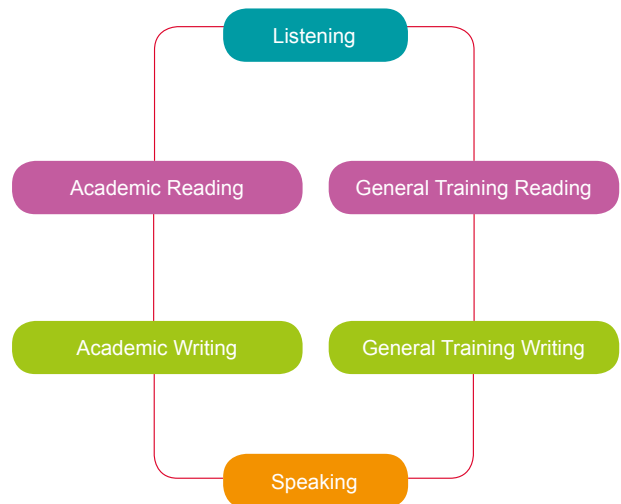 Listening
Academic Reading
General Training Reading
Academic Writing
General Training Writing
Speaking